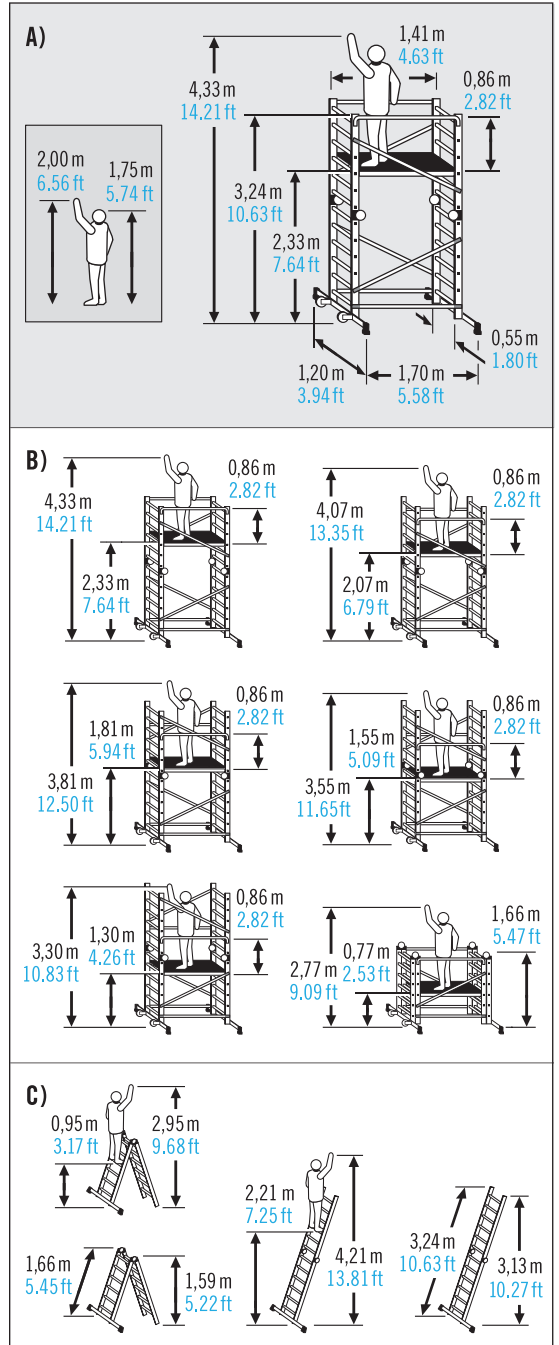 A)
2,00 m
6.56 ft
1,75 m
5.74 ft
4,33 m
14.21 ft
1,41 m
4.63 ft
0,86 m
2.82 ft
3,24 m
10.63 ft
2,33 m
7.64 ft
0,55 m
1.80 ft
1,20 m
3.94 ft
1,70 m
5.58 ft
B)
4,33 m
14.21 ft
0,86 m
2.82 ft
2,33 m
7.64 ft
4,07 m
13.35 ft
0,86 m
2.82 ft
2,07 m
6.79 ft
3,81 m
12.50 ft
1,81 m
5.94 ft
0,86 m
2.82 ft
3,55 m
11.65 ft
1,55 m
5.09 ft
0,86 m
2.82 ft
3,30 m
10.83 ft
1,30 m
4.26 ft
0,86 m
2.82 ft
2,77 m
9.09 ft
0,77 m
2.53 ft
1,66 m
5.47 ft
C)
0,95 m
3.17 ft
2,95 m
9.68 ft
1,66 m
5.45 ft
1,59 m
5.22 ft
2,21 m
7.25 ft
4,21 m
13.81 ft
3,24 m
10.63 ft
3,13 m
10.27 ft